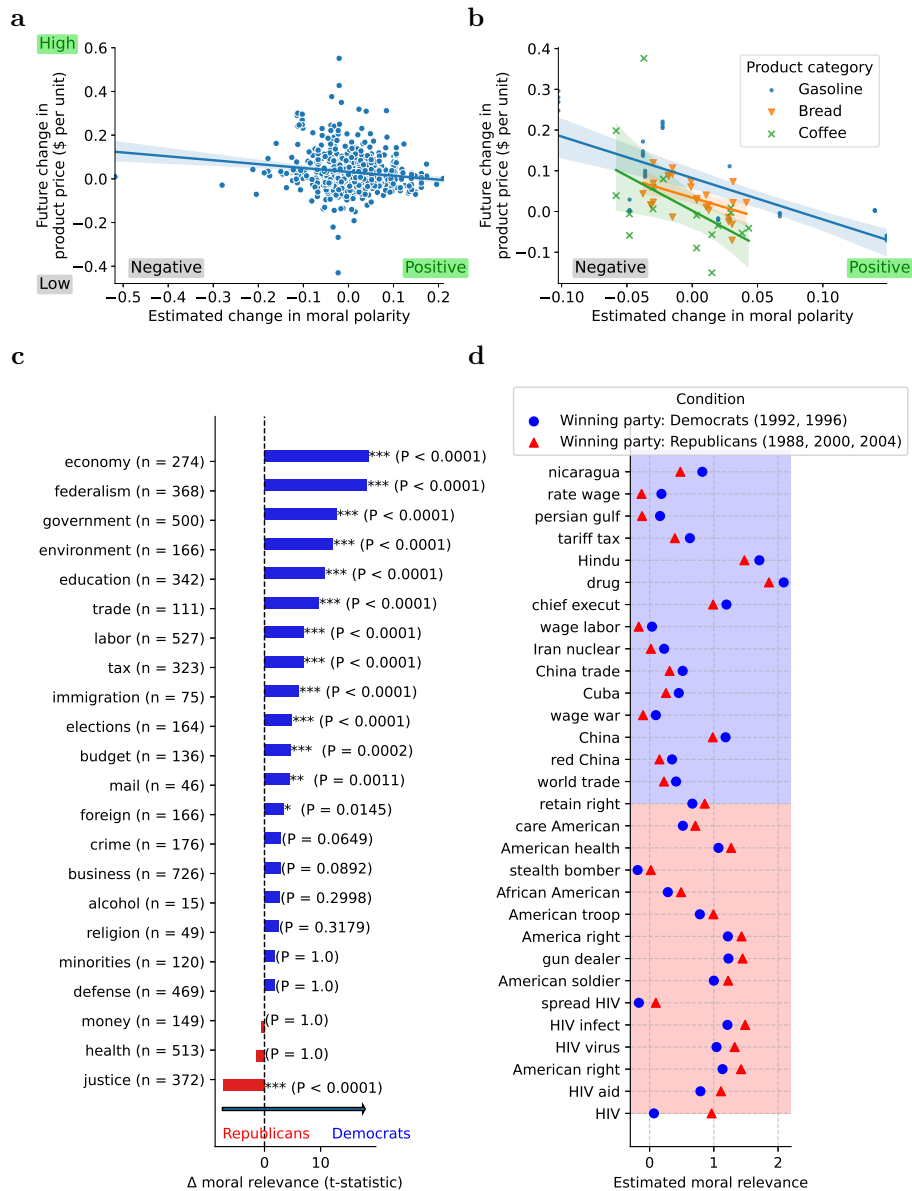 a
High
Future change in
product price ($ per unit)
0.6
0.4
0.2
0.0
−0.2
−0.4
Low
Negative
Positive
−0.5
−0.4
−0.3
−0.2
−0.1
0.0
0.1
0.2
Estimated change in moral polarity
b
Future change in
product price ($ per unit)
0.4
0.3
0.2
0.1
0.0
−0.1
Product category
Gasoline
Bread
Coffee
Negative
Positive
−0.10
−0.05
0.00
0.05
0.10
Estimated change in moral polarity
c
economy (n = 274)
*** (P < 0.0001)
federalism (n = 368)
*** (P < 0.0001)
government (n = 500)
*** (P < 0.0001)
environment (n = 166)
*** (P < 0.0001)
education (n = 342)
*** (P < 0.0001)
trade (n = 111)
*** (P < 0.0001)
labor (n = 527)
*** (P < 0.0001)
tax (n = 323)
*** (P < 0.0001)
immigration (n = 75)
*** (P < 0.0001)
elections (n = 164)
*** (P < 0.0001)
budget (n = 136)
*** (P = 0.0002)
mail (n = 46)
** (P = 0.0011)
foreign (n = 166)
* (P = 0.0145)
crime (n = 176)
(P = 0.0649)
business (n = 726)
(P = 0.0892)
alcohol (n = 15)
(P = 0.2998)
religion (n = 49)
(P = 0.3179)
minorities (n = 120)
(P = 1.0)
defense (n = 469)
(P = 1.0)
money (n = 149)
(P = 1.0)
health (n = 513)
(P = 1.0)
justice (n = 372)
*** (P < 0.0001)
Republicans
Democrats
0
10
Δ moral relevance (t-statistic)
d
Condition
Winning party: Democrats (1992, 1996)
Winning party: Republicans (1988, 2000, 2004)
nicaragua
rate wage
persian gulf
tariff tax
Hindu
drug
chief execut
wage labor
Iran nuclear
China trade
Cuba
wage war
China
red China
world trade
retain right
care American
American health
stealth bomber
African American
American troop
America right
gun dealer
American soldier
spread HIV
HIV infect
HIV virus
American right
HIV aid
HIV
0
1
2
Estimated moral relevance